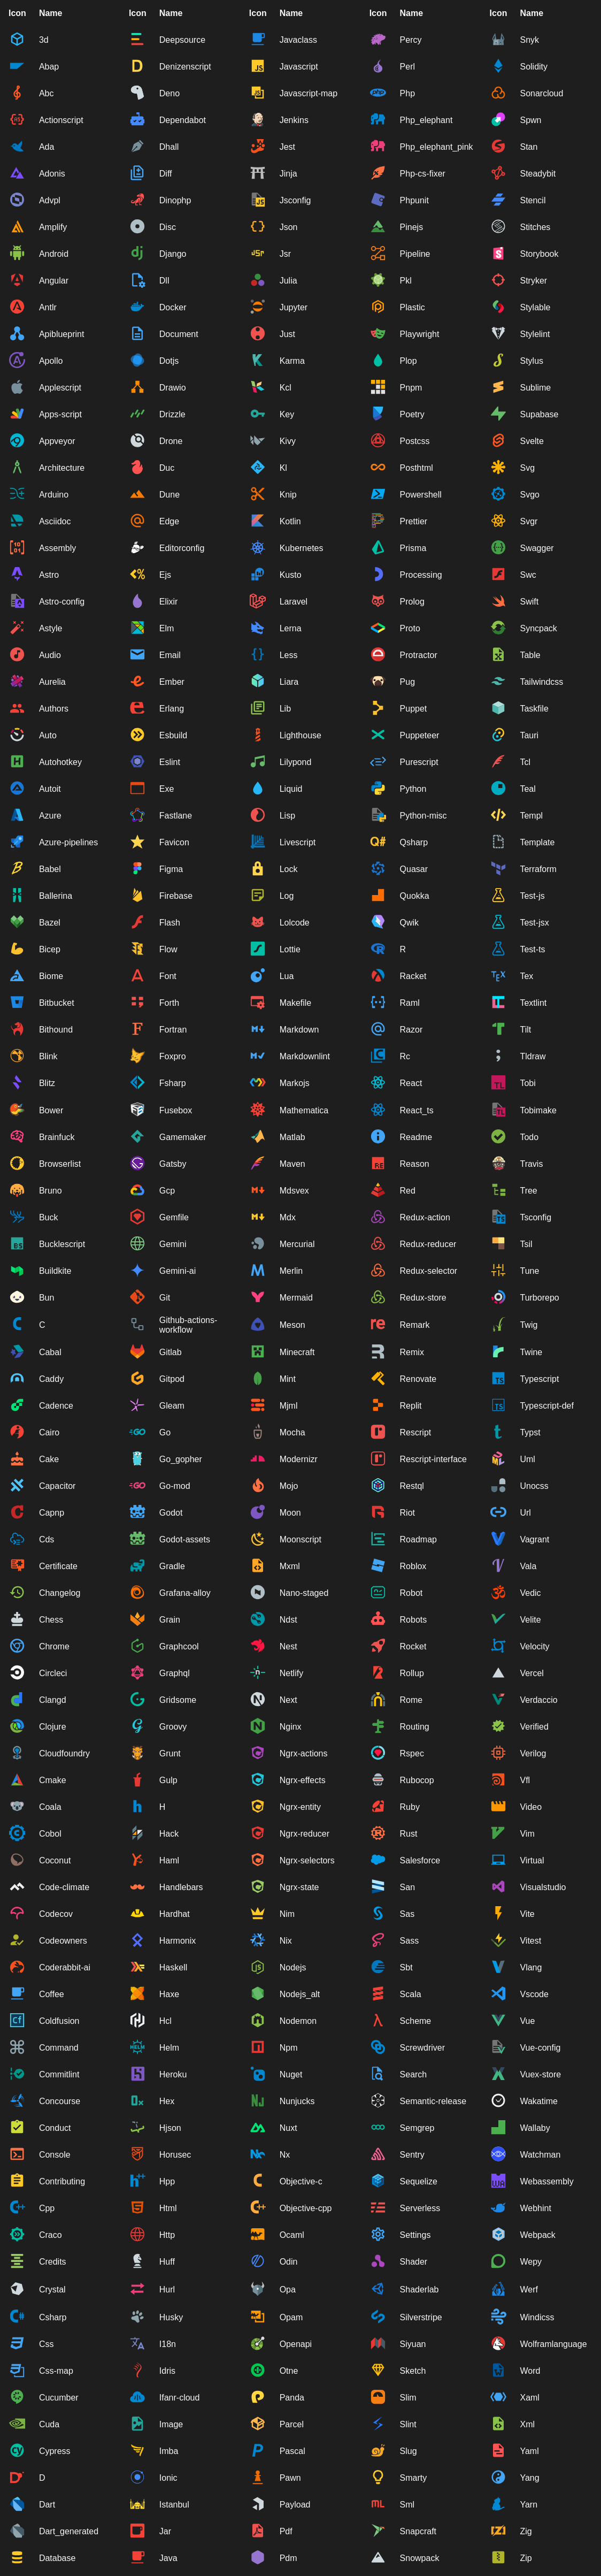 Icon Name Icon Name Icon Name Icon Name Icon Name
3d Deepsource Javaclass Percy Snyk
Abap Denizenscript Javascript Perl Solidity
Abc Deno Javascript-map Php Sonarcloud
Actionscript Dependabot Jenkins Php_elephant Spwn
Ada Dhall Jest Php_elephant_pink Stan
Adonis Diff Jinja Php-cs-fixer Steadybit
Advpl Dinophp Jsconfig Phpunit Stencil
Amplify Disc Json Pinejs Stitches
Android Django Jsr Pipeline Storybook
Angular Dll Julia Pkl Stryker
Antlr Docker Jupyter Plastic Stylable
Apiblueprint Document Just Playwright Stylelint
Apollo Dotjs Karma Plop Stylus
Applescript Drawio Kcl Pnpm Sublime
Apps-script Drizzle Key Poetry Supabase
Appveyor Drone Kivy Postcss Svelte
Architecture Duc Kl Posthtml Svg
Arduino Dune Knip Powershell Svgo
Asciidoc Edge Kotlin Prettier Svgr
Assembly Editorconfig Kubernetes Prisma Swagger
Astro Ejs Kusto Processing Swc
Astro-config Elixir Laravel Prolog Swift
Astyle Elm Lerna Proto Syncpack
Audio Email Less Protractor Table
Aurelia Ember Liara Pug Tailwindcss
Authors Erlang Lib Puppet Taskfile
Auto Esbuild Lighthouse Puppeteer Tauri
Autohotkey Eslint Lilypond Purescript Tcl
Autoit Exe Liquid Python Teal
Azure Fastlane Lisp Python-misc Templ
Azure-pipelines Favicon Livescript Qsharp Template
Babel Figma Lock Quasar Terraform
Ballerina Firebase Log Quokka Test-js
Bazel Flash Lolcode Qwik Test-jsx
Bicep Flow Lottie R Test-ts
Biome Font Lua Racket Tex
Bitbucket Forth Makefile Raml Textlint
Bithound Fortran Markdown Razor Tilt
Blink Foxpro Markdownlint Rc Tldraw
Blitz Fsharp Markojs React Tobi
Bower Fusebox Mathematica React_ts Tobimake
Brainfuck Gamemaker Matlab Readme Todo
Browserlist Gatsby Maven Reason Travis
Bruno Gcp Mdsvex Red Tree
Buck Gemfile Mdx Redux-action Tsconfig
Bucklescript Gemini Mercurial Redux-reducer Tsil
Buildkite Gemini-ai Merlin Redux-selector Tune
Bun Git Mermaid Redux-store Turborepo
C Github-actions-workflow Meson Remark Twig
Cabal Gitlab Minecraft Remix Twine
Caddy Gitpod Mint Renovate Typescript
Cadence Gleam Mjml Replit Typescript-def
Cairo Go Mocha Rescript Typst
Cake Go_gopher Modernizr Rescript-interface Uml
Capacitor Go-mod Mojo Restql Unocss
Capnp Godot Moon Riot Url
Cds Godot-assets Moonscript Roadmap Vagrant
Certificate Gradle Mxml Roblox Vala
Changelog Grafana-alloy Nano-staged Robot Vedic
Chess Grain Ndst Robots Velite
Chrome Graphcool Nest Rocket Velocity
Circleci Graphql Netlify Rollup Vercel
Clangd Gridsome Next Rome Verdaccio
Clojure Groovy Nginx Routing Verified
Cloudfoundry Grunt Ngrx-actions Rspec Verilog
Cmake Gulp Ngrx-effects Rubocop Vfl
Coala H Ngrx-entity Ruby Video
Cobol Hack Ngrx-reducer Rust Vim
Coconut Haml Ngrx-selectors Salesforce Virtual
Code-climate Handlebars Ngrx-state San Visualstudio
Codecov Hardhat Nim Sas Vite
Codeowners Harmonix Nix Sass Vitest
Coderabbit-ai Haskell Nodejs Sbt Vlang
Coffee Haxe Nodejs_alt Scala Vscode
Coldfusion Hcl Nodemon Scheme Vue
Command Helm Npm Screwdriver Vue-config
Commitlint Heroku Nuget Search Vuex-store
Concourse Hex Nunjucks Semantic-release Wakatime
Conduct Hjson Nuxt Semgrep Wallaby
Console Horusec Nx Sentry Watchman
Contributing Hpp Objective-c Sequelize Webassembly
Cpp Html Objective-cpp Serverless Webhint
Craco Http Ocaml Settings Webpack
Credits Huff Odin Shader Wepy
Crystal Hurl Opa Shaderlab Werf
Csharp Husky Opam Silverstripe Windicss
Css I18n Openapi Siyuan Wolframlanguage
Css-map Idris Otne Sketch Word
Cucumber Ifanr-cloud Panda Slim Xaml
Cuda Image Parcel Slint Xml
Cypress Imba Pascal Slug Yaml
D Ionic Pawn Smarty Yang
Dart Istanbul Payload Sml Yarn
Dart_generated Jar Pdf Snapcraft Zig
Database Java Pdm Snowpack Zip